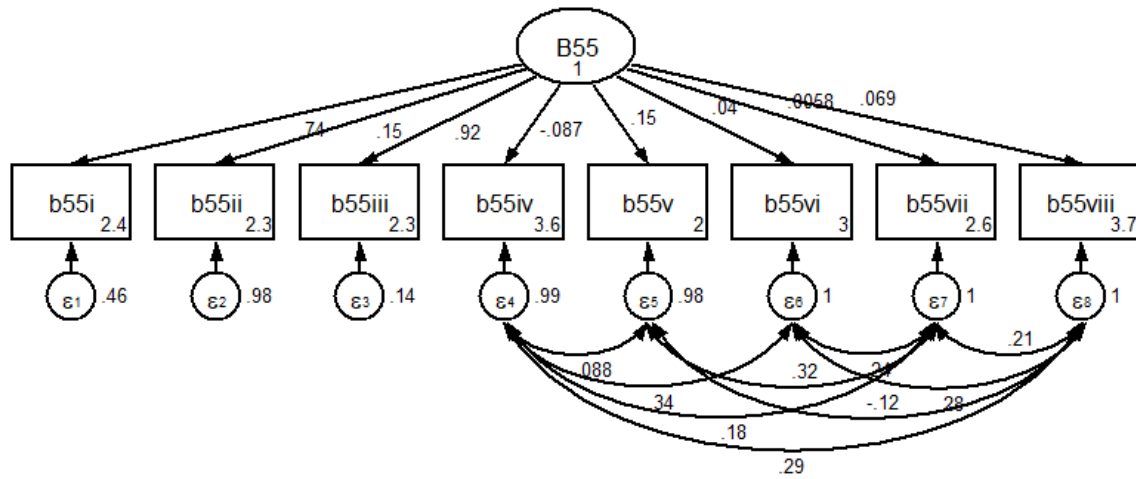 B55
1
.74 .15 .92 -.087 .15 .04 .0058 .069
b55i b55ii b55iii b55iv b55v b55vi b55vii b55viii
2.4 2.3 2.3 3.6 2 3 2.6 3.7
ε1 .46 ε2 .98 ε3 .14 ε4 .99 ε5 .98 ε6 1 ε7 1 ε8 1
.21
.088 .32 .24
.34 -.12 .28
.18
.29